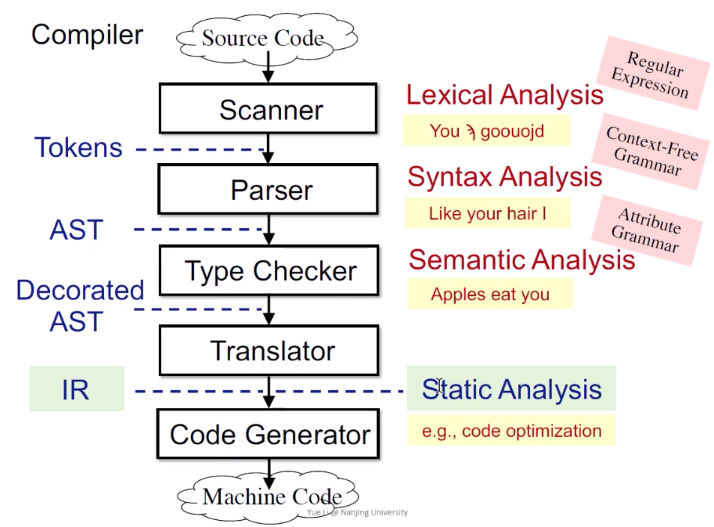 Compiler
Source Code
Scanner
Lexical Analysis
Regular
Expression
You goouojd
Tokens
Context-Free
Grammar
Parser
Syntax Analysis
Like your hair I
AST
Attribute
Grammar
Type Checker
Semantic Analysis
Apples eat you
Decorated
AST
Translator
IR
Static Analysis
Code Generator
e.g., code optimization
Machine Code
Yue Li @ Nanjing University